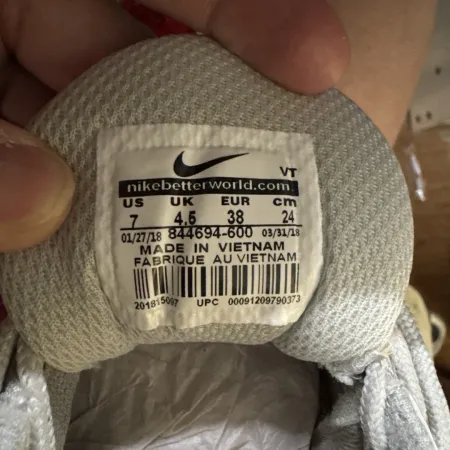 VT
nikebetterworld.com
US UK EUR cm
7 4.5 38 24
01/27/18 844694-600 03/31/18
MADE IN VIETNAM
FABRIQUE AU VIETNAM
UPC 00091209790373